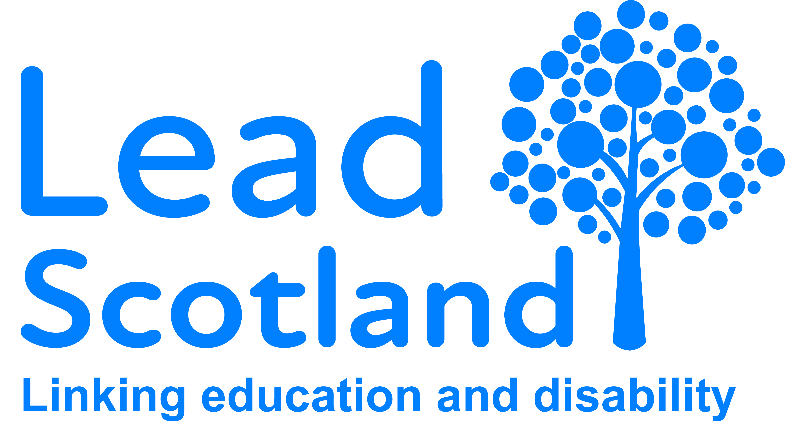 Lead
Scotland
Linking education and disability